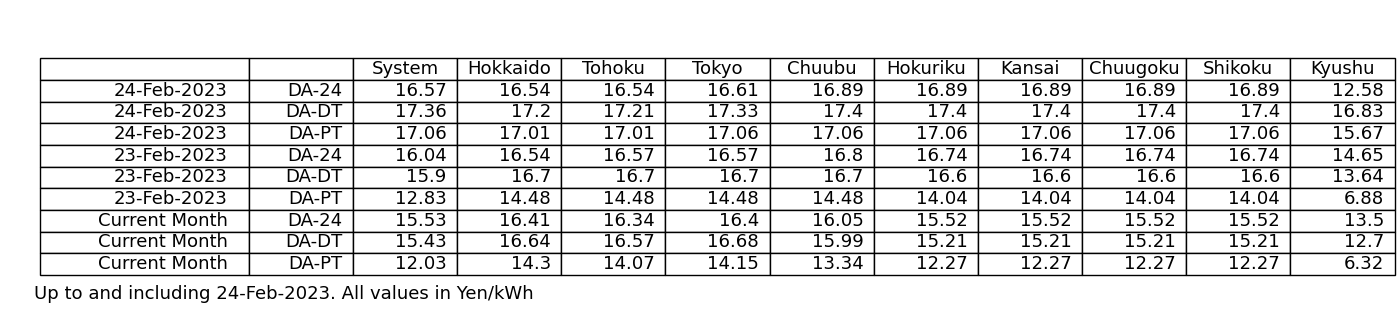 System Hokkaido Tohoku Tokyo Chuubu Hokuriku Kansai Chuugoku Shikoku Kyushu
24-Feb-2023 DA-24 16.57 16.54 16.54 16.61 16.89 16.89 16.89 16.89 16.89 12.58
24-Feb-2023 DA-DT 17.36 17.2 17.21 17.33 17.4 17.4 17.4 17.4 17.4 16.83
24-Feb-2023 DA-PT 17.06 17.01 17.01 17.06 17.06 17.06 17.06 17.06 17.06 15.67
23-Feb-2023 DA-24 16.04 16.54 16.57 16.57 16.8 16.74 16.74 16.74 16.74 14.65
23-Feb-2023 DA-DT 15.9 16.7 16.7 16.7 16.7 16.6 16.6 16.6 16.6 13.64
23-Feb-2023 DA-PT 12.83 14.48 14.48 14.48 14.48 14.04 14.04 14.04 14.04 6.88
Current Month DA-24 15.53 16.41 16.34 16.4 16.05 15.52 15.52 15.52 15.52 13.5
Current Month DA-DT 15.43 16.64 16.57 16.68 15.99 15.21 15.21 15.21 15.21 12.7
Current Month DA-PT 12.03 14.3 14.07 14.15 13.34 12.27 12.27 12.27 12.27 6.32
Up to and including 24-Feb-2023. All values in Yen/kWh